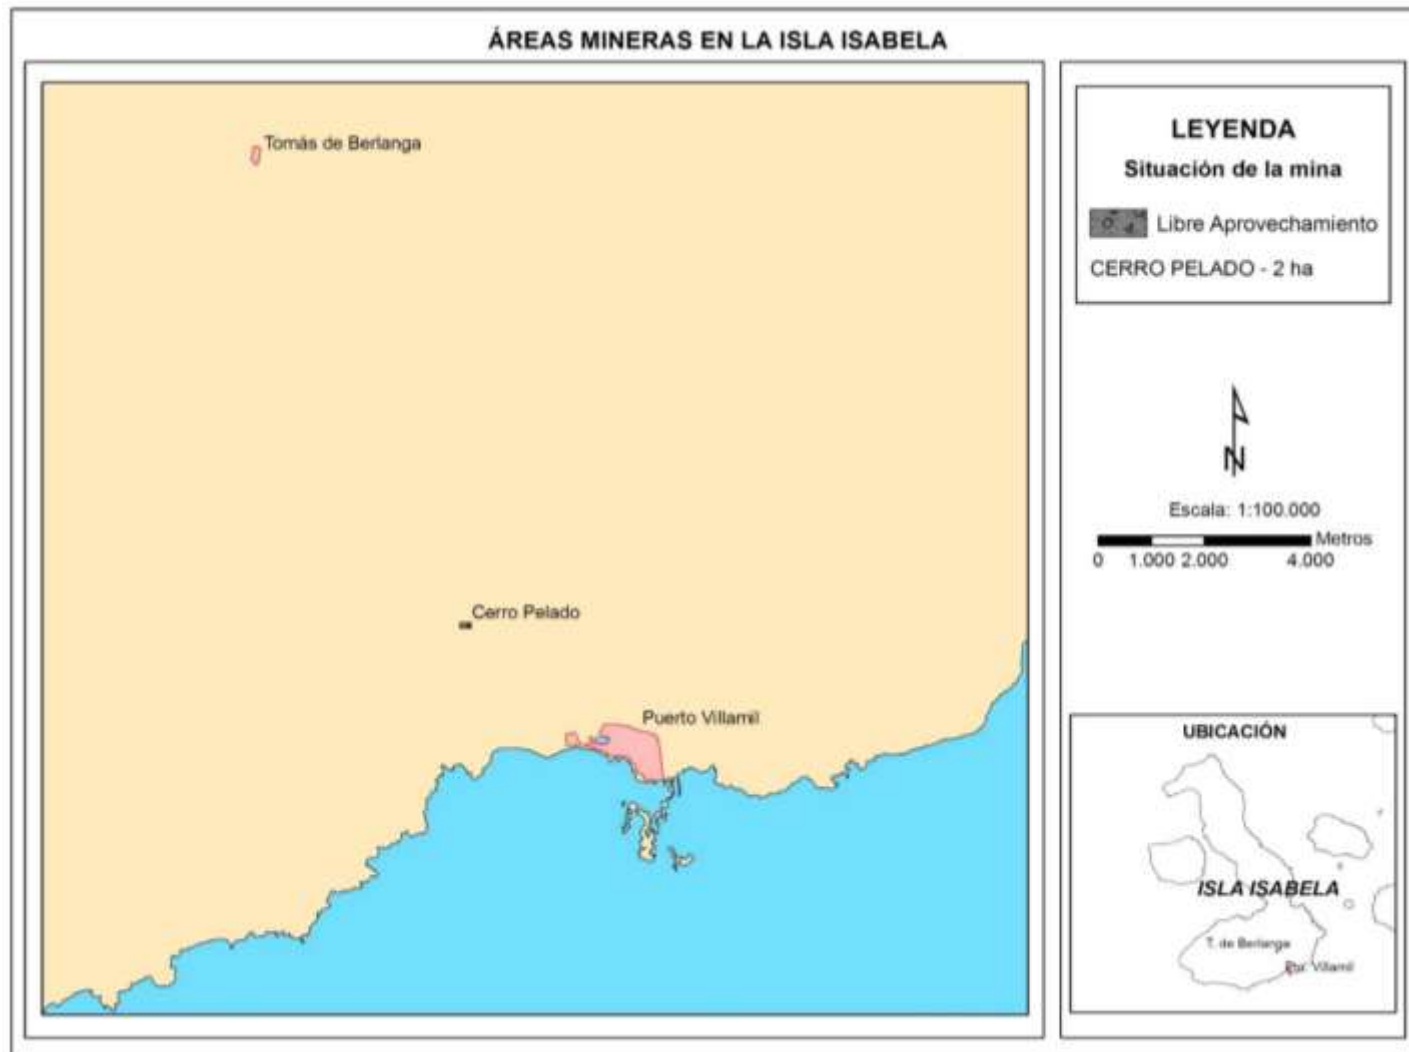 ÁREAS MINERAS EN LA ISLA ISABELA
Tomás de Berlanga
Cerro Pelado
Puerto Villamil
LEYENDA
Situación de la mina
Libre Aprovechamiento
CERRO PELADO - 2 ha
N
Escala: 1:100.000
Metros
0 1.000 2.000 4.000
UBICACIÓN
ISLA ISABELA
T. de Berlanga
Pto. Villamil